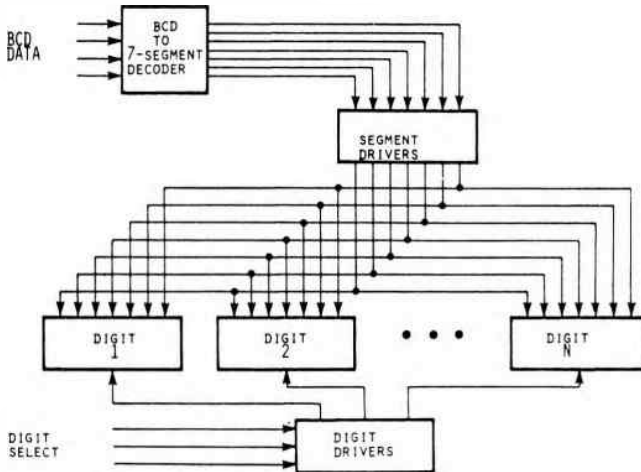 BCD
DATA
BCD
TO
7-SEGMENT
DECODER
SEGMENT
DRIVERS
DIGIT
1
DIGIT
2
DIGIT
N
DIGIT
SELECT
DIGIT
DRIVERS